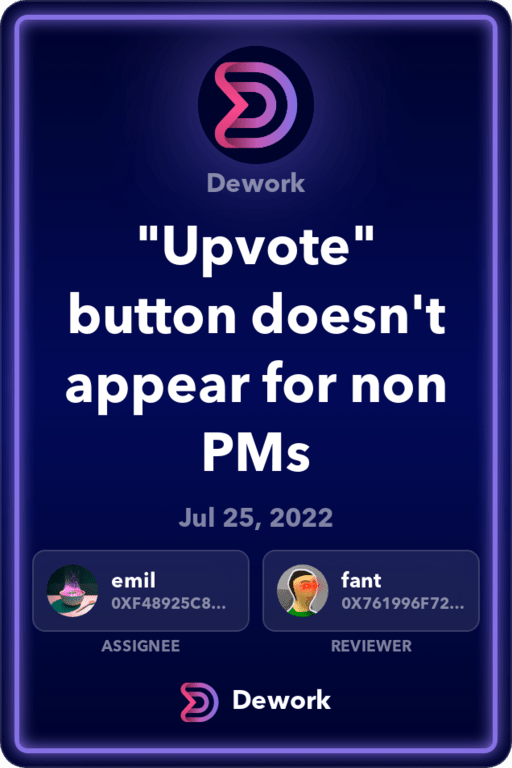 Dework
"Upvote"
button doesn't
appear for non
PMs
Jul 25, 2022
emil
0XF48925C8...
ASSIGNEE
fant
0X761996F72...
REVIEWER
Dework